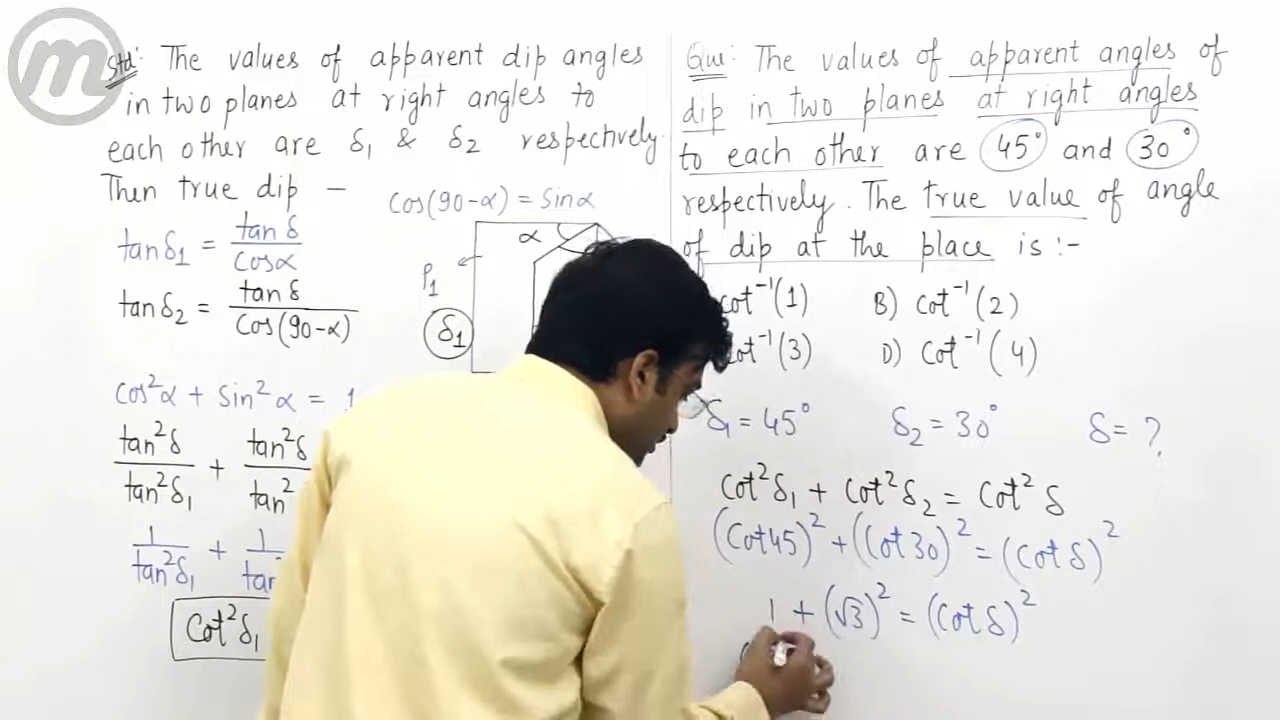 m
Std: The values of apparent dip angles
in two planes at right angles to
each other are δ₁ & δ₂ respectively.
Then true dip –
cos(90-α) = sinα
tanδ₁ = tanδ / cosα
tanδ₂ = tanδ / cos(90-α)
α
P₁
δ₁
cos²α + sin²α = 1
tan²δ / tan²δ₁ + tan²δ / tan²
1 / tan²δ₁ + 1 / tan²
cot²δ₁
Que: The values of apparent angles of
dip in two planes at right angles
to each other are 45° and 30°
respectively. The true value of angle
of dip at the place is :-
cot⁻¹(1) B) cot⁻¹(2)
cot⁻¹(3) D) cot⁻¹(4)
δ₁ = 45° δ₂ = 30° δ = ?
cot²δ₁ + cot²δ₂ = cot²δ
(cot45)² + (cot30)² = (cotδ)²
1 + (√3)² = (cotδ)²